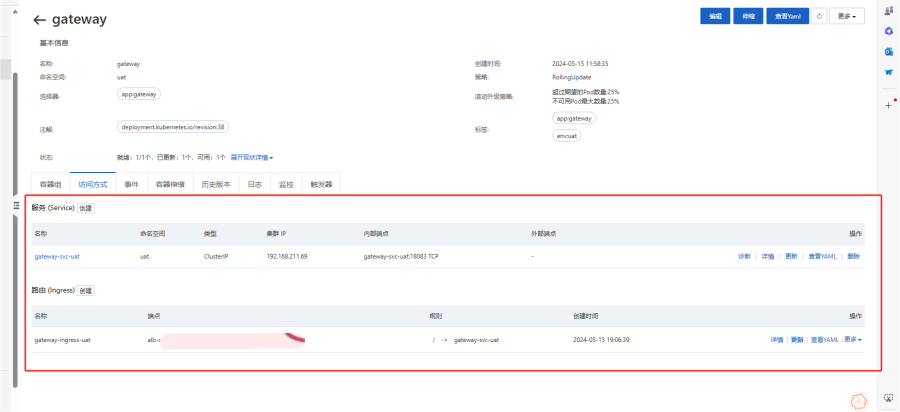 ← gateway
编辑 伸缩 查看Yaml 更多
基本信息
名称: gateway 创建时间: 2024-05-15 11:58:35
命名空间: uat 策略: RollingUpdate
选择器: app:gateway 滚动升级策略: 超过期望的Pod数量:25%
不可用Pod最大数量:25%
注解: deployment.kubernetes.io/revision:38 标签: app:gateway
env:uat
状态: 就绪：1/1个，已更新：1个，可用：1个 展开现状详情
容器组 访问方式 事件 容器伸缩 历史版本 日志 监控 触发器
服务 (Service) 创建
名称 命名空间 类型 集群 IP 内部端点 外部端点 操作
gateway-svc-uat uat ClusterIP 192.168.211.69 gateway-svc-uat:18083 TCP - 诊断 | 详情 | 更新 | 查看YAML | 删除
路由 (Ingress) 创建
名称 端点 规则 创建时间 操作
gateway-ingress-uat alb- / -> gateway-svc-uat 2024-05-15 19:06:39 详情 | 更新 | 查看YAML | 更多